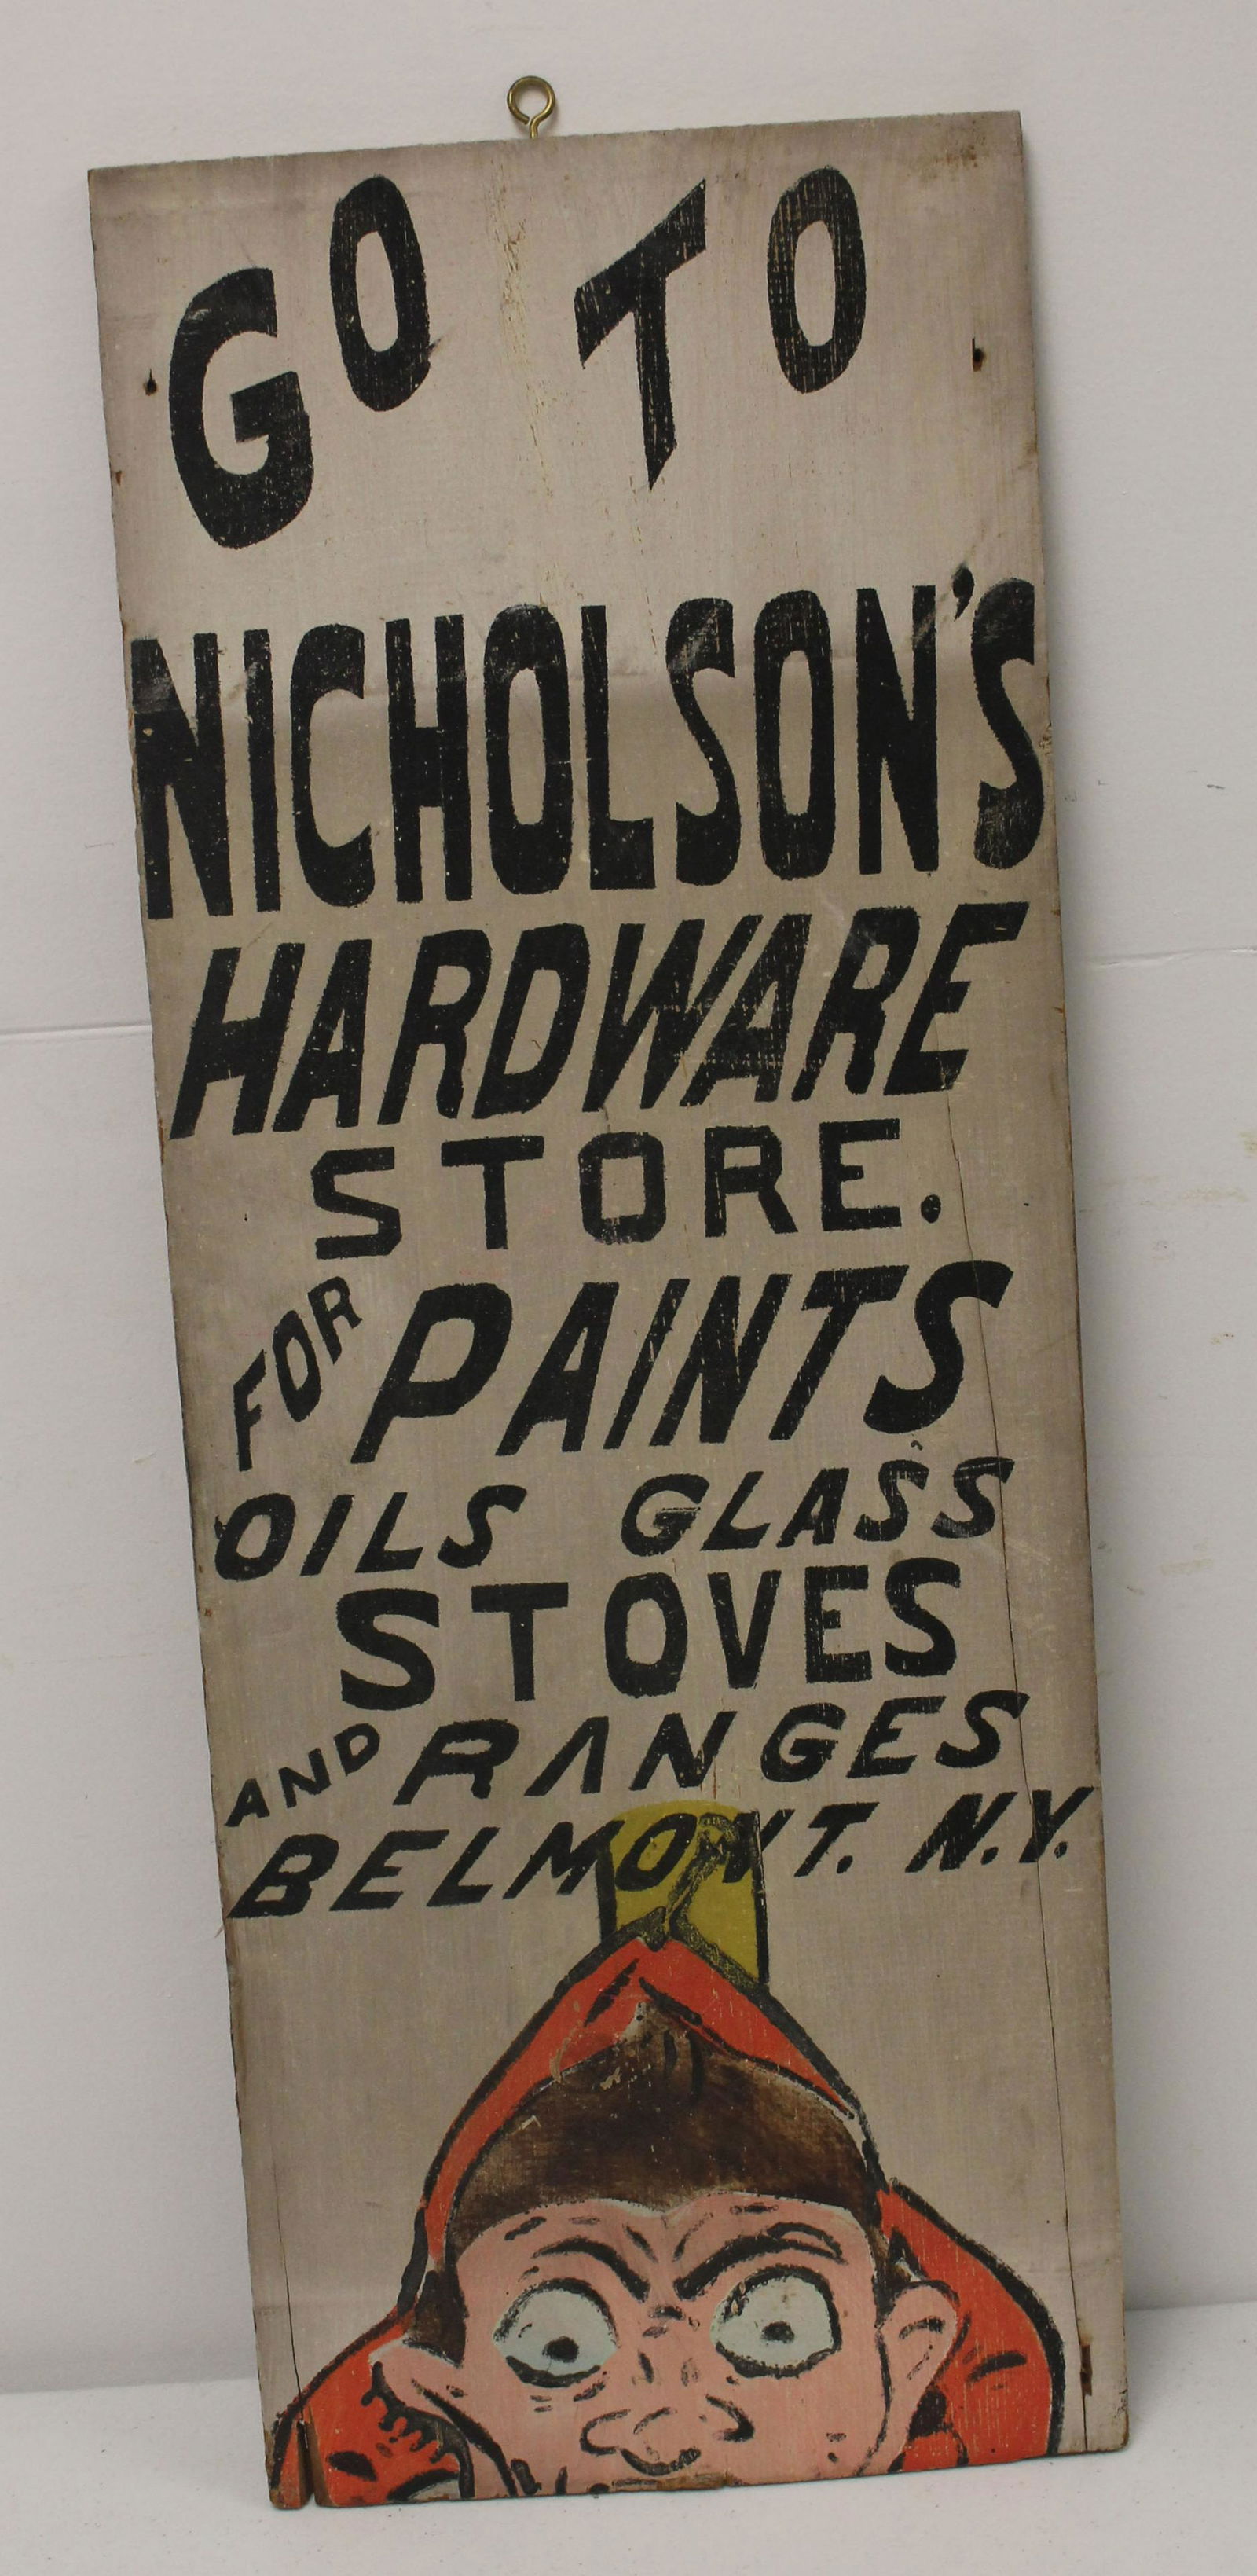 GO TO
NICHOLSON'S
HARDWARE
STORE.
FOR PAINTS
OILS GLASS
STOVES
AND RANGES
BELMONT. N.Y.